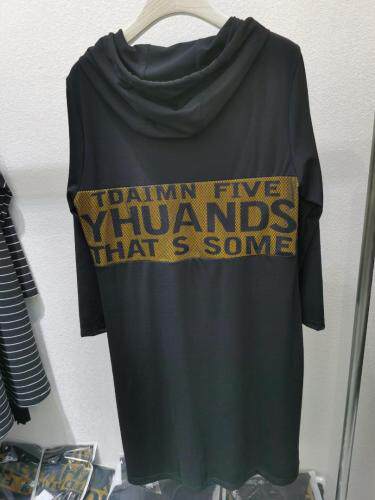 TDAIMN FIVE
YHUANDS
THAT S SOME